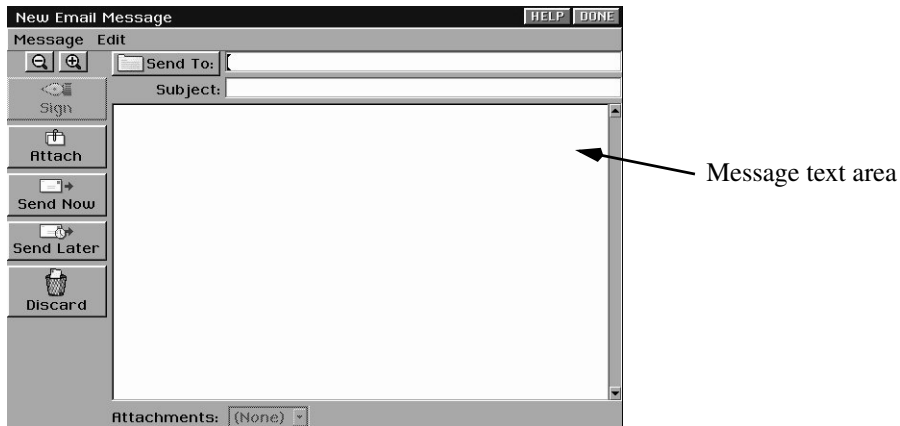 New Email Message HELP DONE
Message Edit
Send To:
Subject:
Sign
Attach
Message text area
Send Now
Send Later
Discard
Attachments: (None)